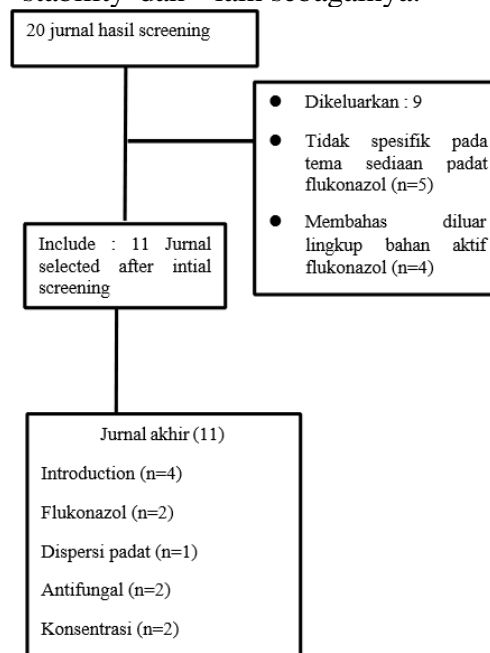 20 jurnal hasil screening
● Dikeluarkan : 9
● Tidak spesifik pada
tema sediaan padat
flukonazol (n=5)
● Membahas diluar
lingkup bahan aktif
flukonazol (n=4)
Include : 11 Jurnal
selected after intial
screening
Jurnal akhir (11)
Introduction (n=4)
Flukonazol (n=2)
Dispersi padat (n=1)
Antifungal (n=2)
Konsentrasi (n=2)